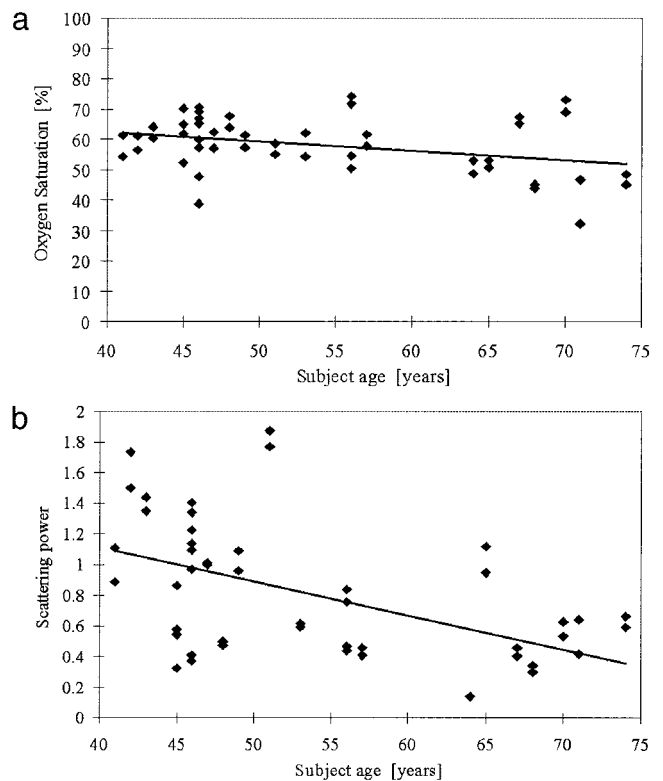 a
Oxygen Saturation [%]
100
90
80
70
60
50
40
30
20
10
0
40 45 50 55 60 65 70 75
Subject age [years]
b
Scattering power
2
1.8
1.6
1.4
1.2
1
0.8
0.6
0.4
0.2
0
40 45 50 55 60 65 70 75
Subject age [years]